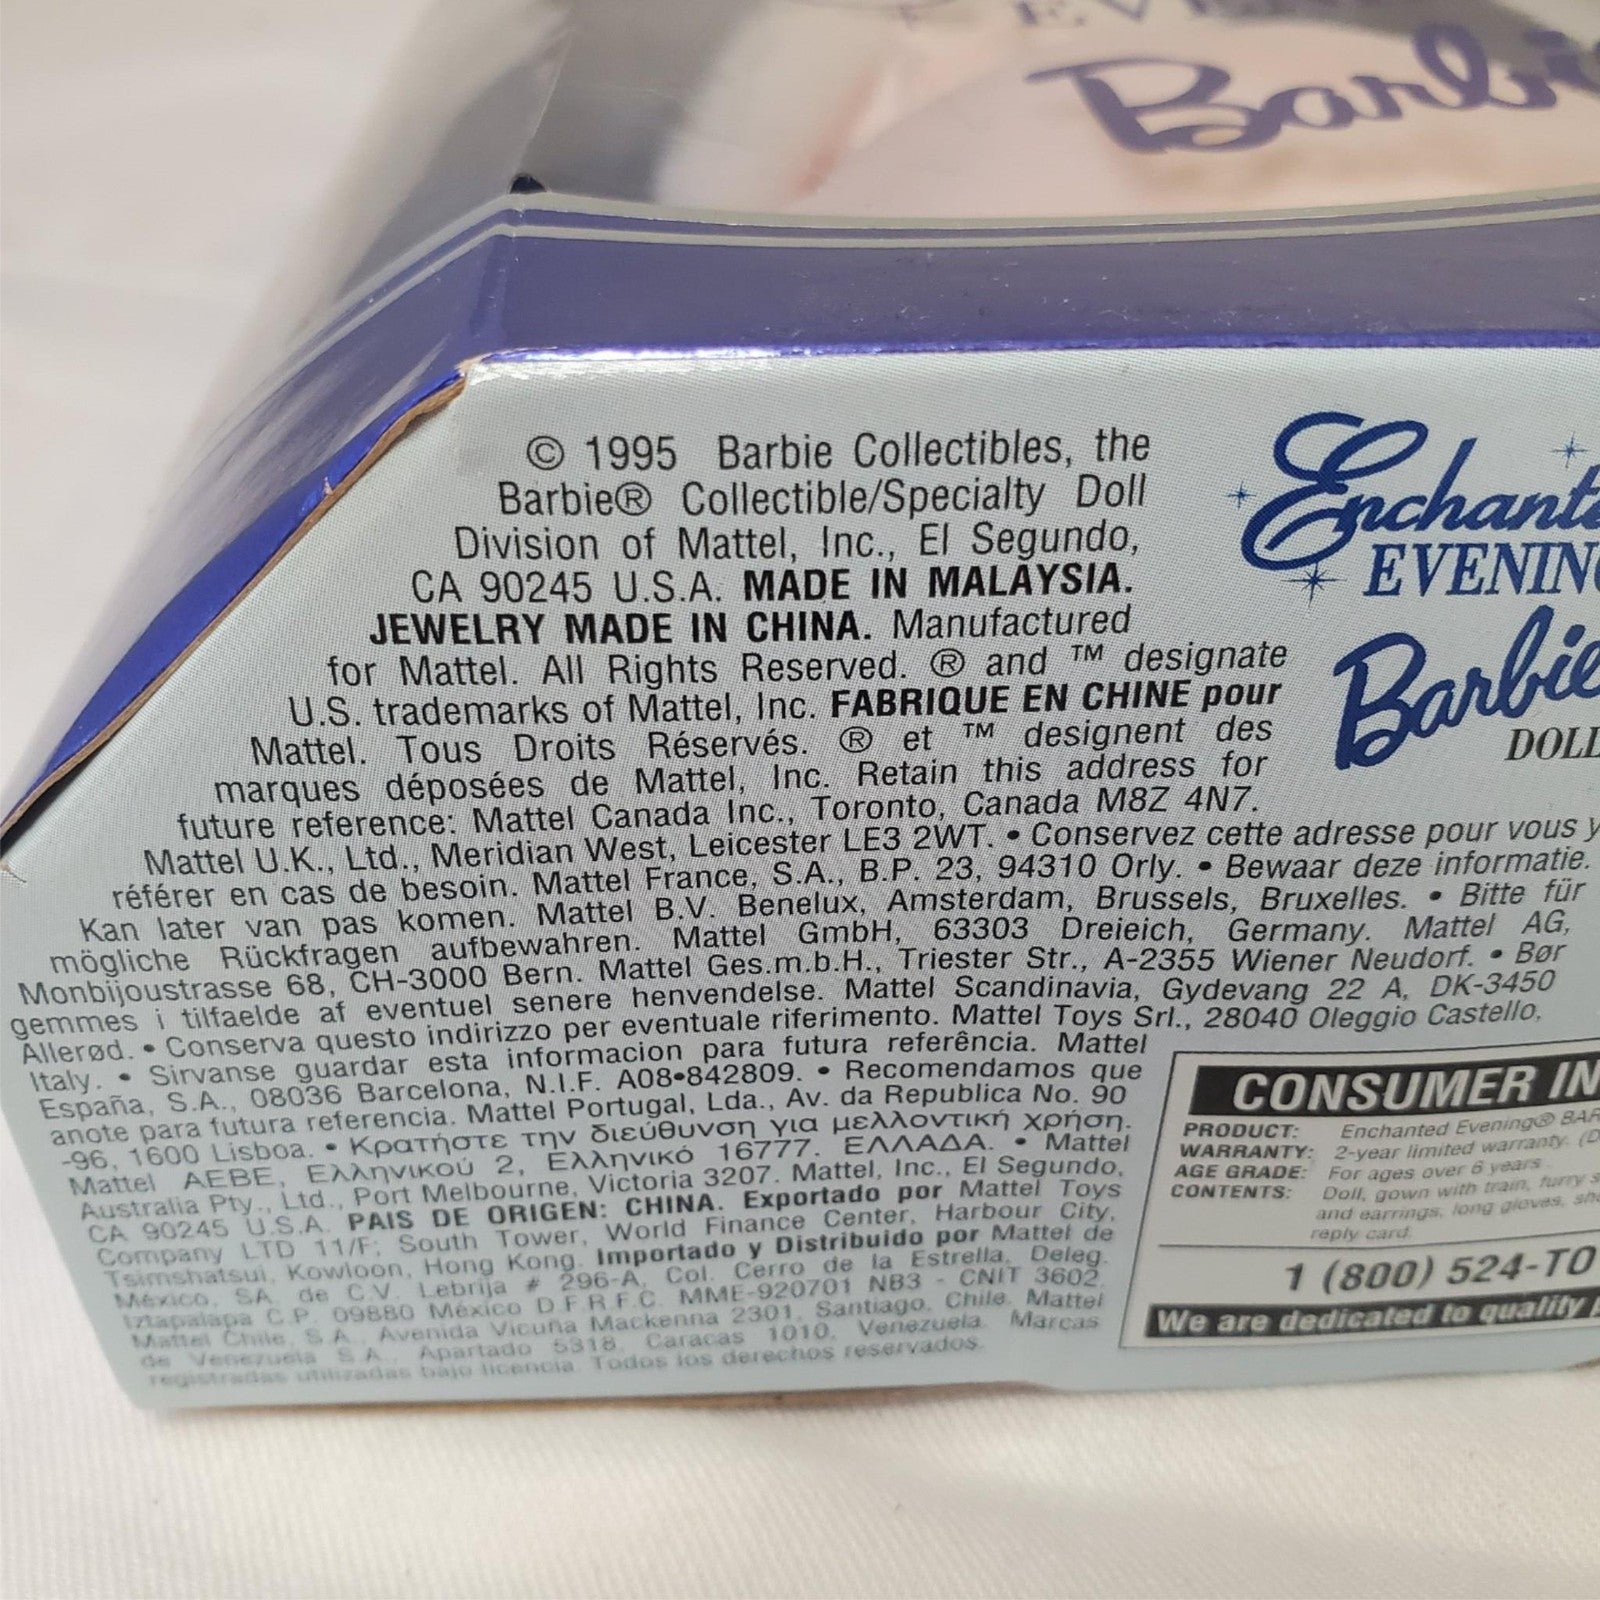 Barbi
© 1995 Barbie Collectibles, the
Barbie® Collectible/Specialty Doll
Division of Mattel, Inc., El Segundo,
CA 90245 U.S.A. MADE IN MALAYSIA.
JEWELRY MADE IN CHINA. Manufactured
for Mattel. All Rights Reserved. ® and ™ designate
U.S. trademarks of Mattel, Inc. FABRIQUE EN CHINE pour
Mattel. Tous Droits Réservés. ® et ™ designent des
marques déposées de Mattel, Inc. Retain this address for
future reference: Mattel Canada Inc., Toronto, Canada M8Z 4N7.
Mattel U.K., Ltd., Meridian West, Leicester LE3 2WT. • Conservez cette adresse pour vous y
référer en cas de besoin. Mattel France, S.A., B.P. 23, 94310 Orly. • Bewaar deze informatie.
Kan later van pas komen. Mattel B.V. Benelux, Amsterdam, Brussels, Bruxelles. • Bitte für
mögliche Rückfragen aufbewahren. Mattel GmbH, 63303 Dreieich, Germany. Mattel AG,
Monbijoustrasse 68, CH-3000 Bern. Mattel Ges.m.b.H., Triester Str., A-2355 Wiener Neudorf. • Bør
gemmes i tilfaelde af eventuel senere henvendelse. Mattel Scandinavia, Gydevang 22 A, DK-3450
Allerød. • Conserva questo indirizzo per eventuale riferimento. Mattel Toys Srl., 28040 Oleggio Castello,
Italy. • Sirvanse guardar esta informacion para futura referência. Mattel
España, S.A., 08036 Barcelona, N.I.F. A08•842809. • Recomendamos que
anote para futura referencia. Mattel Portugal, Lda., Av. da Republica No. 90
-96, 1600 Lisboa. • Κρατήστε την διεύθυνση για μελλοντική χρήση.
Mattel AEBE, Ελληνικού 2, Ελληνικό 16777. ΕΛΛΑΔΑ. • Mattel
Australia Pty., Ltd., Port Melbourne, Victoria 3207. Mattel, Inc., El Segundo,
CA 90245 U.S.A. PAIS DE ORIGEN: CHINA. Exportado por Mattel Toys
Company LTD 11/F, South Tower, World Finance Center, Harbour City,
Tsimshatsui, Kowloon, Hong Kong. Importado y Distribuido por Mattel de
México, SA. de C.V. Lebrija # 296-A, Col. Cerro de la Estrella, Deleg.
Iztapalapa C.P. 09880 México D.F.R.F.C. MME-920701 NB3 - CNIT 3602.
Mattel Chile, S.A., Avenida Vicuña Mackenna 2301, Santiago, Chile. Mattel
de Venezuela S.A., Apartado 5318, Caracas 1010, Venezuela. Marcas
registradas utilizadas bajo licencia. Todos los derechos reservados.
Enchante
EVENING
Barbie
DOLL
CONSUMER IN
PRODUCT: Enchanted Evening® BAR
WARRANTY: 2-year limited warranty. (D
AGE GRADE: For ages over 6 years
CONTENTS: Doll, gown with train, furry s
and earrings, long gloves, sho
reply card.
1 (800) 524-TO
We are dedicated to quality p